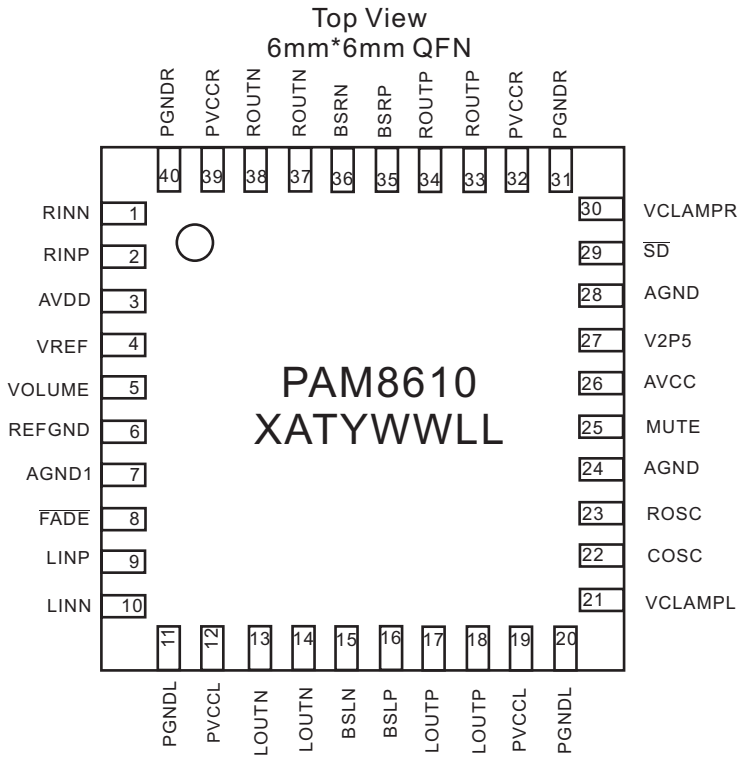 Top View
6mm*6mm QFN
PGNDR
PVCCR
ROUTN
ROUTN
BSRN
BSRP
ROUTP
ROUTP
PVCCR
PGNDR
40 39 38 37 36 35 34 33 32 31
RINN 1
RINP 2
AVDD 3
VREF 4
VOLUME 5
REFGND 6
AGND1 7
FADE 8
LINP 9
LINN 10
PAM8610
XATYWWLL
30 VCLAMPR
29 SD
28 AGND
27 V2P5
26 AVCC
25 MUTE
24 AGND
23 ROSC
22 COSC
21 VCLAMPL
11 12 13 14 15 16 17 18 19 20
PGNDL
PVCCL
LOUTN
LOUTN
BSLN
BSLP
LOUTP
LOUTP
PVCCL
PGNDL